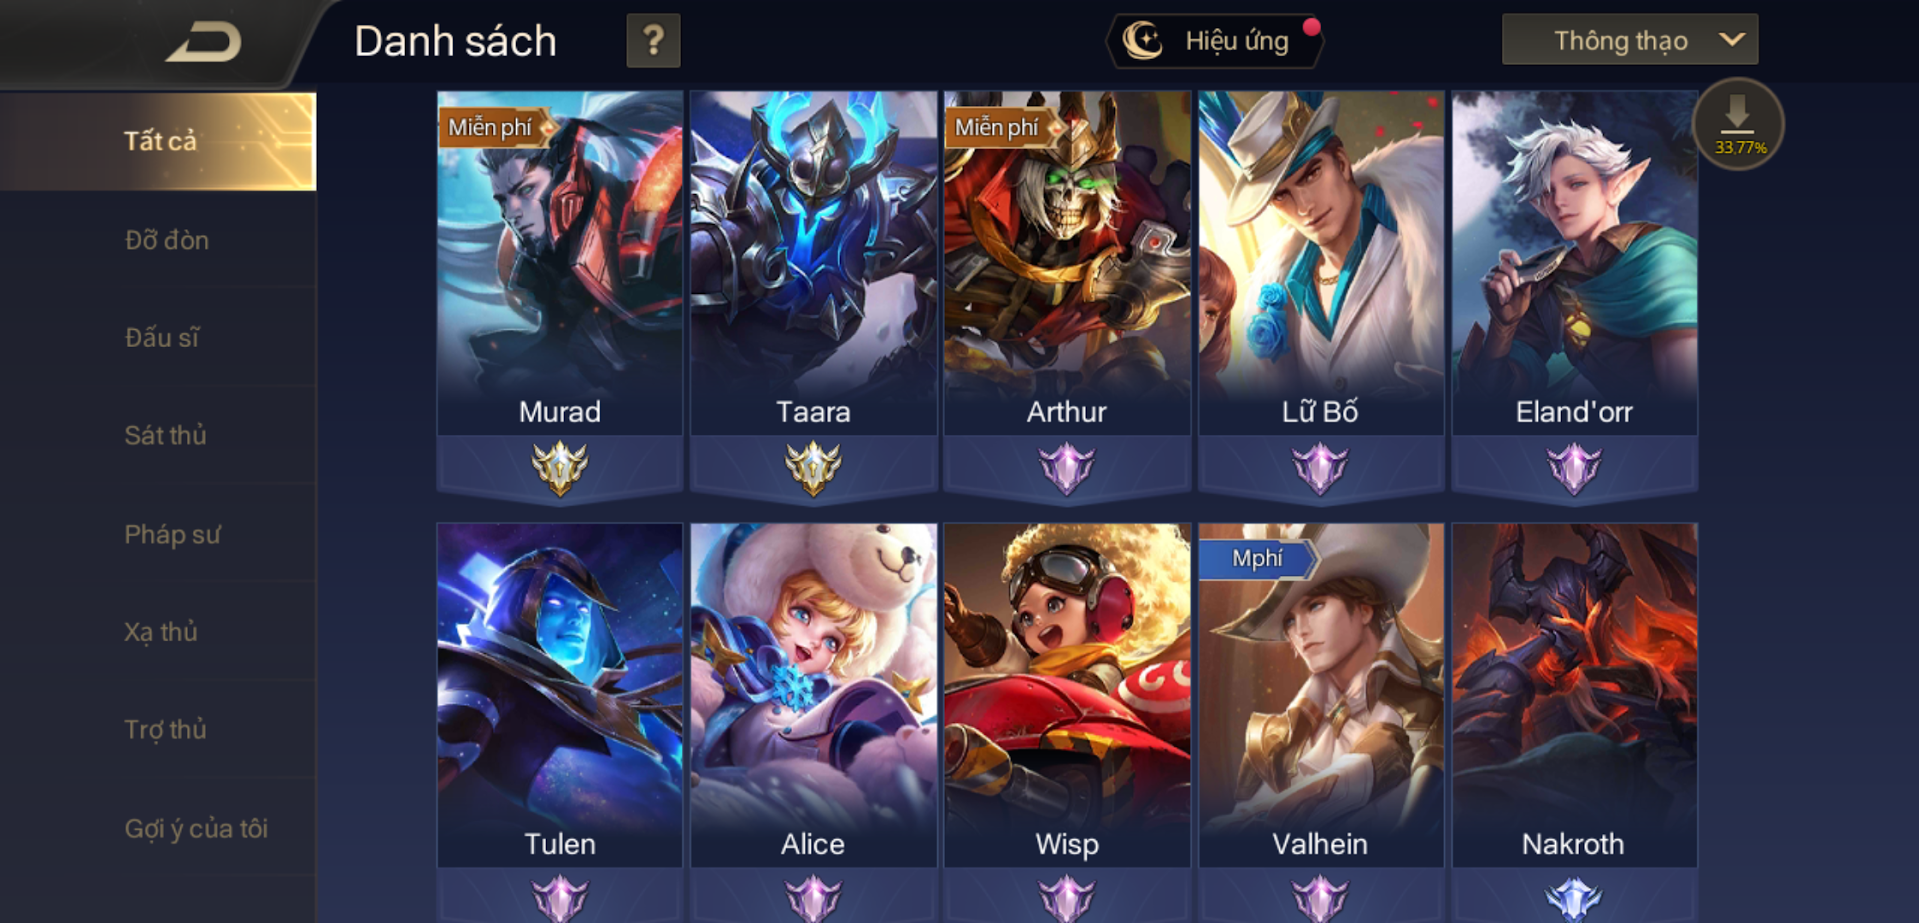 Danh sách
?
Hiệu ứng
Thông thạo
33,77%
Tất cả
Đỡ đòn
Đấu sĩ
Sát thủ
Pháp sư
Xạ thủ
Trợ thủ
Gợi ý của tôi
Miễn phí
Miễn phí
Murad
Taara
Arthur
Lữ Bố
Eland'orr
Mphí
Tulen
Alice
Wisp
Valhein
Nakroth